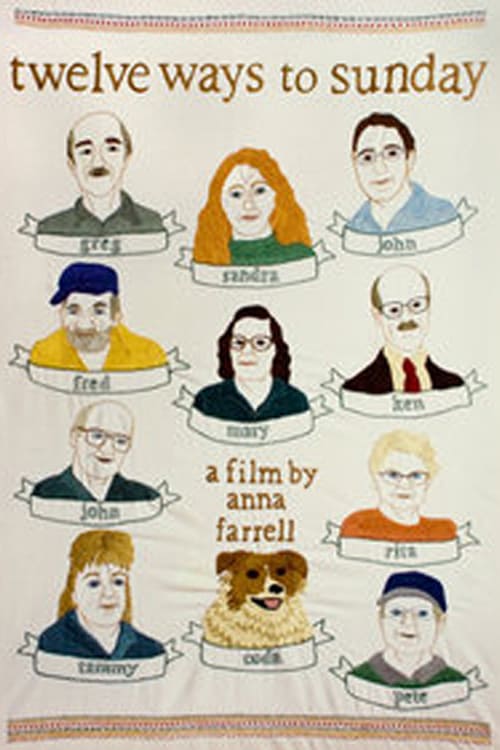 twelve ways to sunday
greg
sandra
john
fred
mary
ken
john
a film by
anna
farrell
rita
tammy
coda
pete